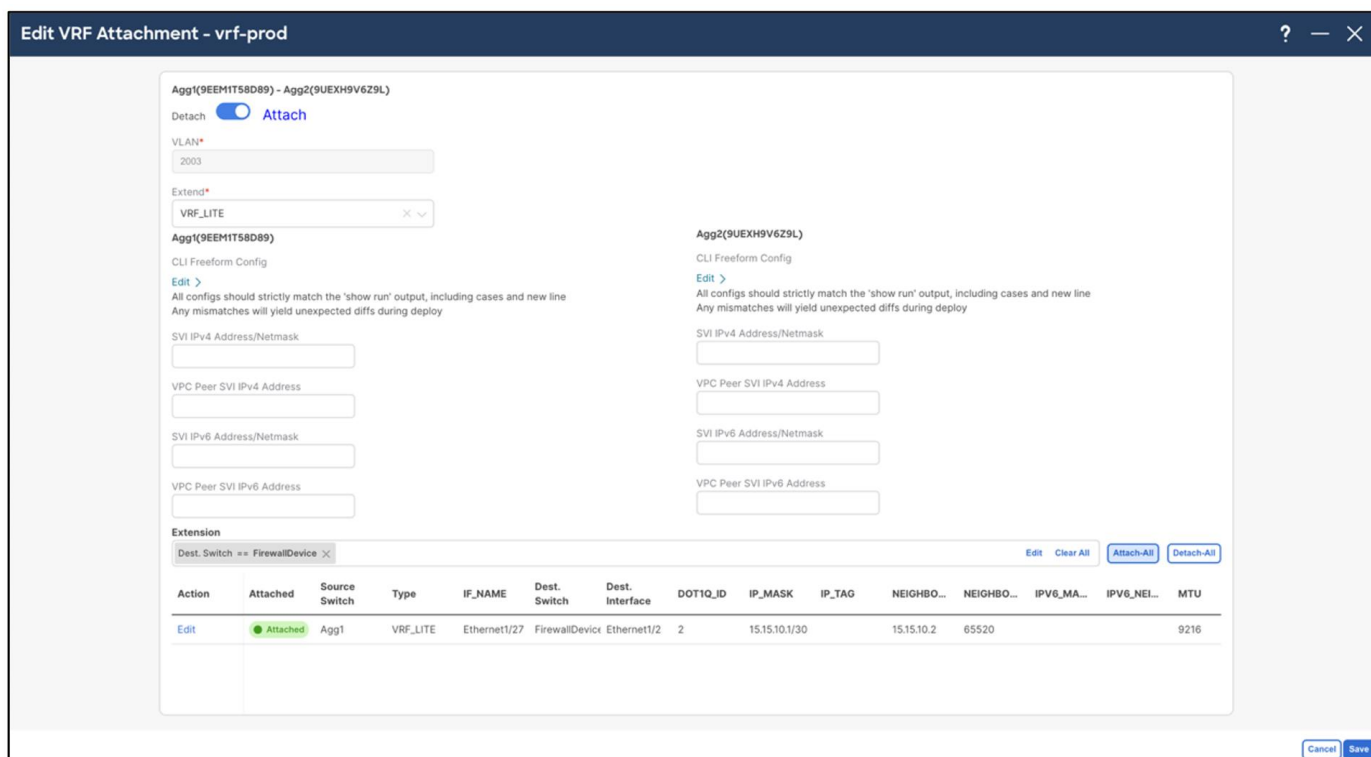 Edit VRF Attachment - vrf-prod
?
Agg1(9EEM1T58D89) - Agg2(9UEXH9V6Z9L)
Detach Attach
VLAN*
2003
Extend*
VRF_LITE
Agg1(9EEM1T58D89)
CLI Freeform Config
Edit >
All configs should strictly match the 'show run' output, including cases and new line
Any mismatches will yield unexpected diffs during deploy
SVI IPv4 Address/Netmask
VPC Peer SVI IPv4 Address
SVI IPv6 Address/Netmask
VPC Peer SVI IPv6 Address
Agg2(9UEXH9V6Z9L)
CLI Freeform Config
Edit >
All configs should strictly match the 'show run' output, including cases and new line
Any mismatches will yield unexpected diffs during deploy
SVI IPv4 Address/Netmask
VPC Peer SVI IPv4 Address
SVI IPv6 Address/Netmask
VPC Peer SVI IPv6 Address
Extension
Dest. Switch == FirewallDevice Edit Clear All Attach-All Detach-All
Action Attached Source Switch Type IF_NAME Dest. Switch Dest. Interface DOT1Q_ID IP_MASK IP_TAG NEIGHBO... NEIGHBO... IPV6_MA... IPV6_NEI... MTU
Edit Attached Agg1 VRF_LITE Ethernet1/27 FirewallDevice Ethernet1/2 2 15.15.10.1/30 15.15.10.2 65520 9216
Cancel Save